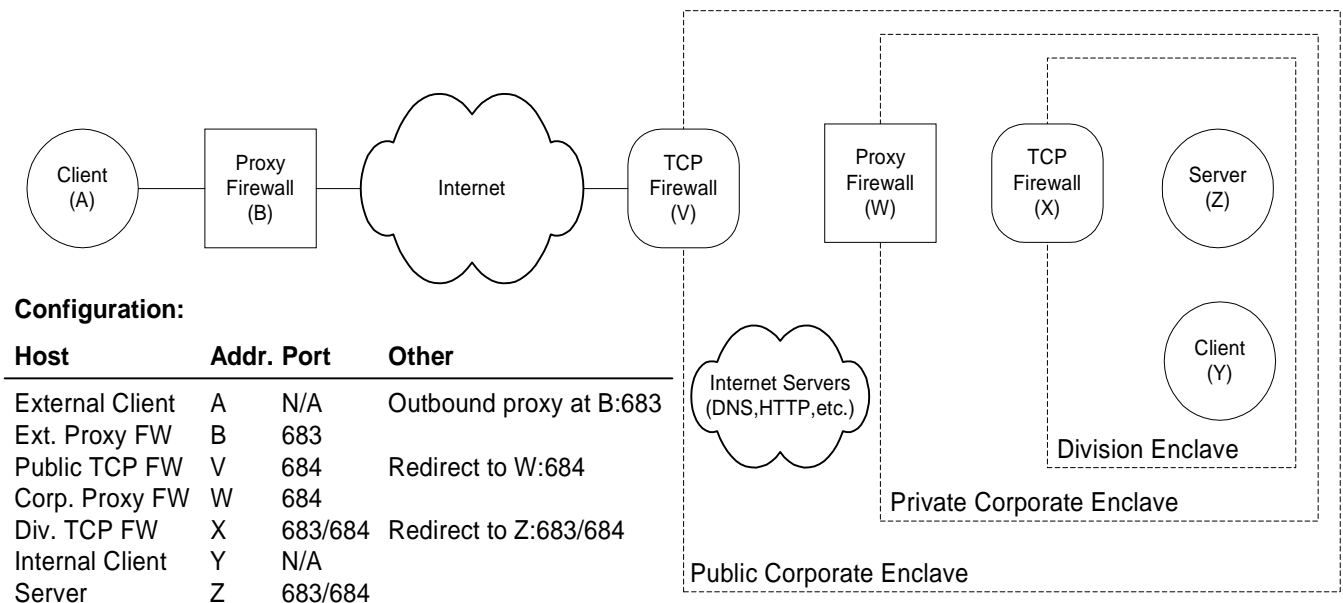 Client
(A)
Proxy
Firewall
(B)
Internet
TCP
Firewall
(V)
Proxy
Firewall
(W)
TCP
Firewall
(X)
Server
(Z)
Client
(Y)
Internet Servers
(DNS,HTTP,etc.)
Division Enclave
Private Corporate Enclave
Public Corporate Enclave
Configuration:
Host Addr. Port Other
External Client A N/A Outbound proxy at B:683
Ext. Proxy FW B 683
Public TCP FW V 684 Redirect to W:684
Corp. Proxy FW W 684
Div. TCP FW X 683/684 Redirect to Z:683/684
Internal Client Y N/A
Server Z 683/684